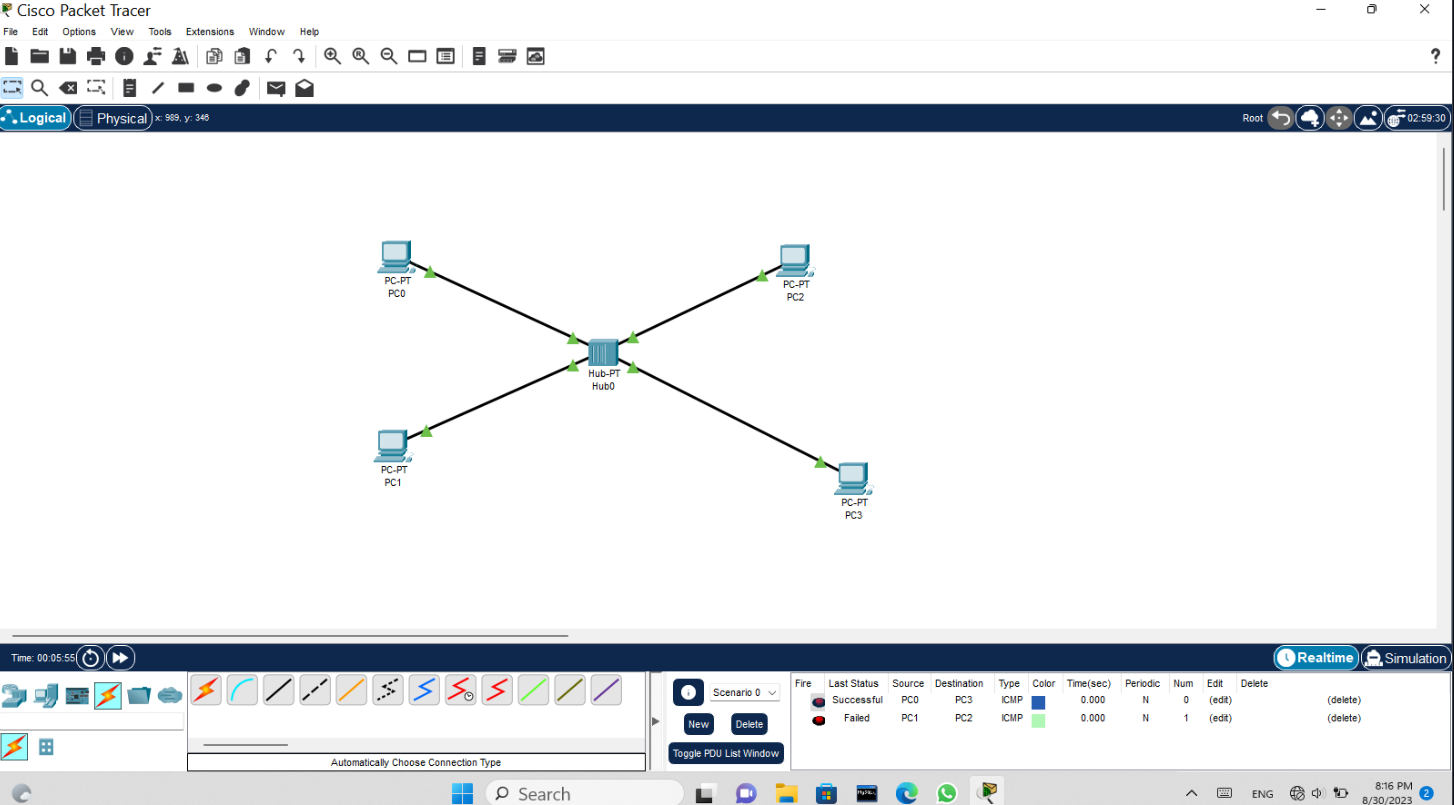 Cisco Packet Tracer
File Edit Options View Tools Extensions Window Help
?
Logical Physical x: 989, y: 346 Root 02:59:30
PC-PT
PC0
PC-PT
PC2
Hub-PT
Hub0
PC-PT
PC1
PC-PT
PC3
Time: 00:05:55 Realtime Simulation
Scenario 0
New Delete
Toggle PDU List Window
Fire Last Status Source Destination Type Color Time(sec) Periodic Num Edit Delete
Successful PC0 PC3 ICMP 0.000 N 0 (edit) (delete)
Failed PC1 PC2 ICMP 0.000 N 1 (edit) (delete)
Automatically Choose Connection Type
Search
ENG
8:16 PM
8/30/2023
2